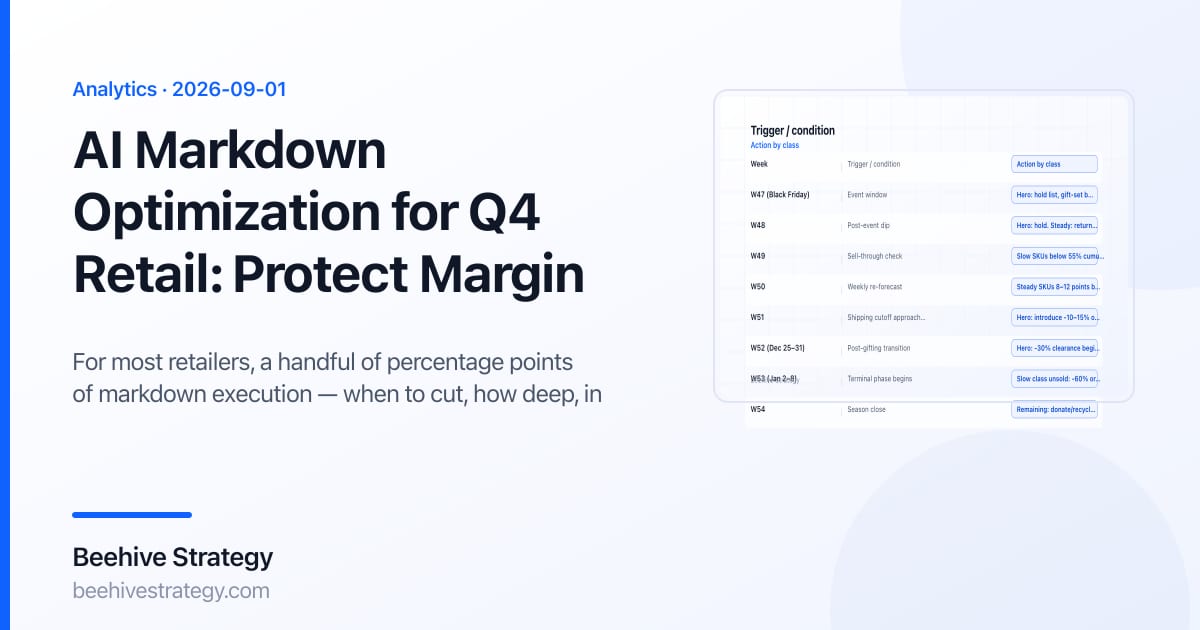 Analytics · 2026-09-01
AI Markdown
Optimization for Q4
Retail: Protect Margin
For most retailers, a handful of percentage points
of markdown execution — when to cut, how deep, in
Beehive Strategy
beehivestrategy.com
Trigger / condition
Action by class
Week Trigger / condition Action by class
W47 (Black Friday) Event window Hero: hold list, gift-set b...
W48 Post-event dip Hero: hold. Steady: return...
W49 Sell-through check Slow SKUs below 55% cumu...
W50 Weekly re-forecast Steady SKUs 8–12 points b...
W51 Shipping cutoff approach... Hero: introduce -10–15% o...
W52 (Dec 25–31) Post-gifting transition Hero: -30% clearance begi...
W53 (Jan 2–8) Terminal phase begins Slow class unsold: -60% or...
W54 Season close Remaining: donate/recycl...